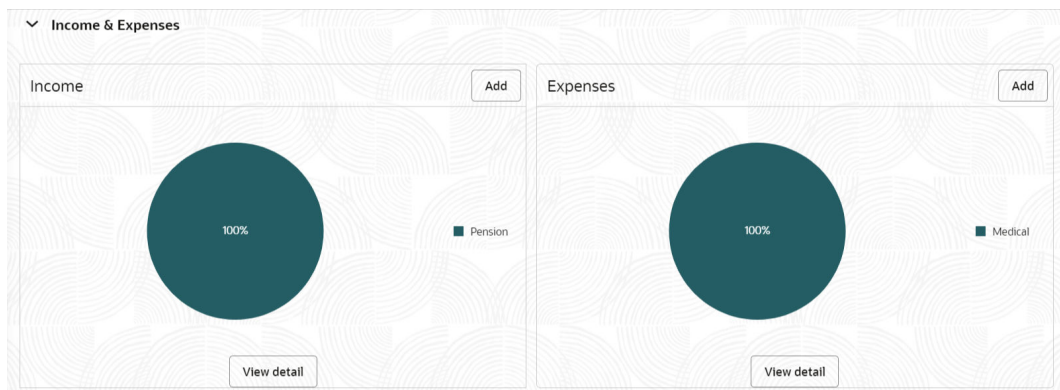 Income & Expenses
Income
Add
100%
Pension
View detail
Expenses
Add
100%
Medical
View detail